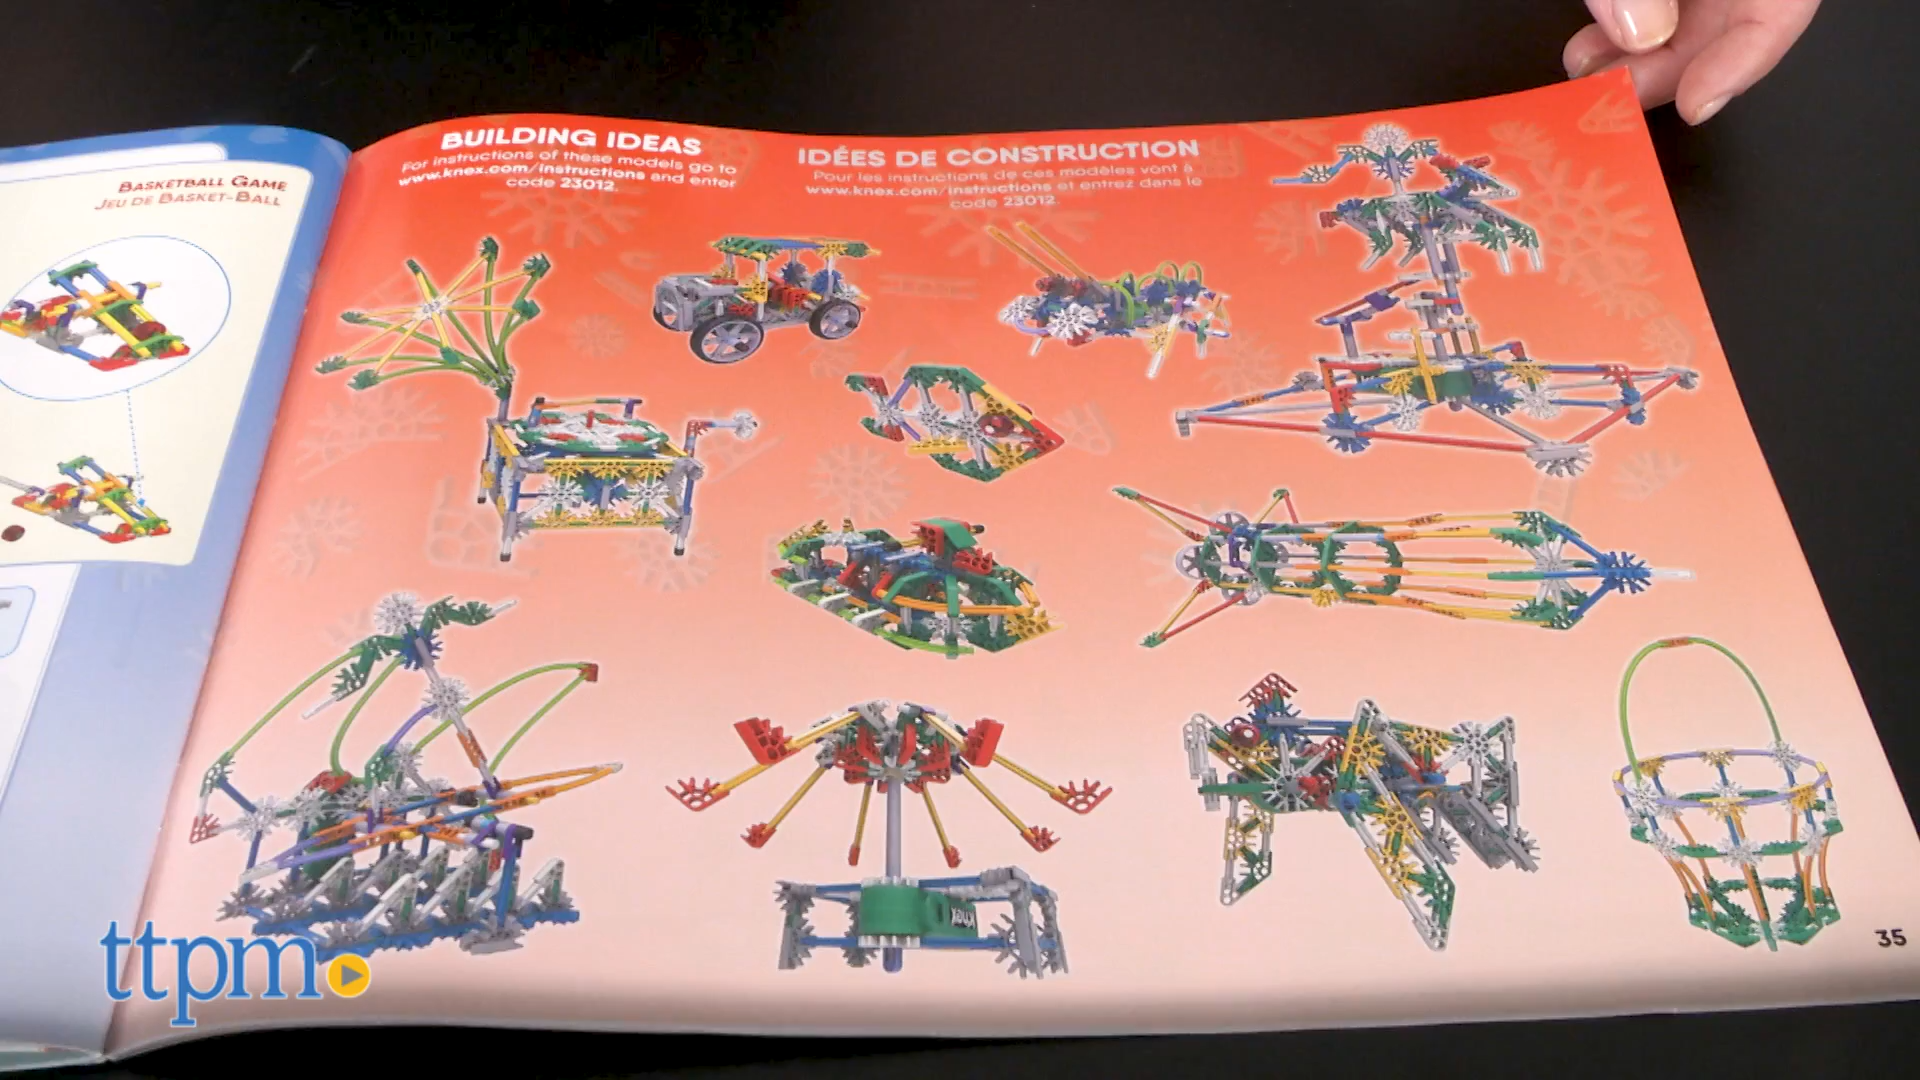 BASKETBALL GAME
JEU DE BASKET-BALL
BUILDING IDEAS
For instructions of these models go to
www.knex.com/instructions and enter
code 23012.
IDÉES DE CONSTRUCTION
Pour les instructions de ces modèles vont à
www.knex.com/instructions et entrez dans le
code 23012.
K'nex
35
ttpm